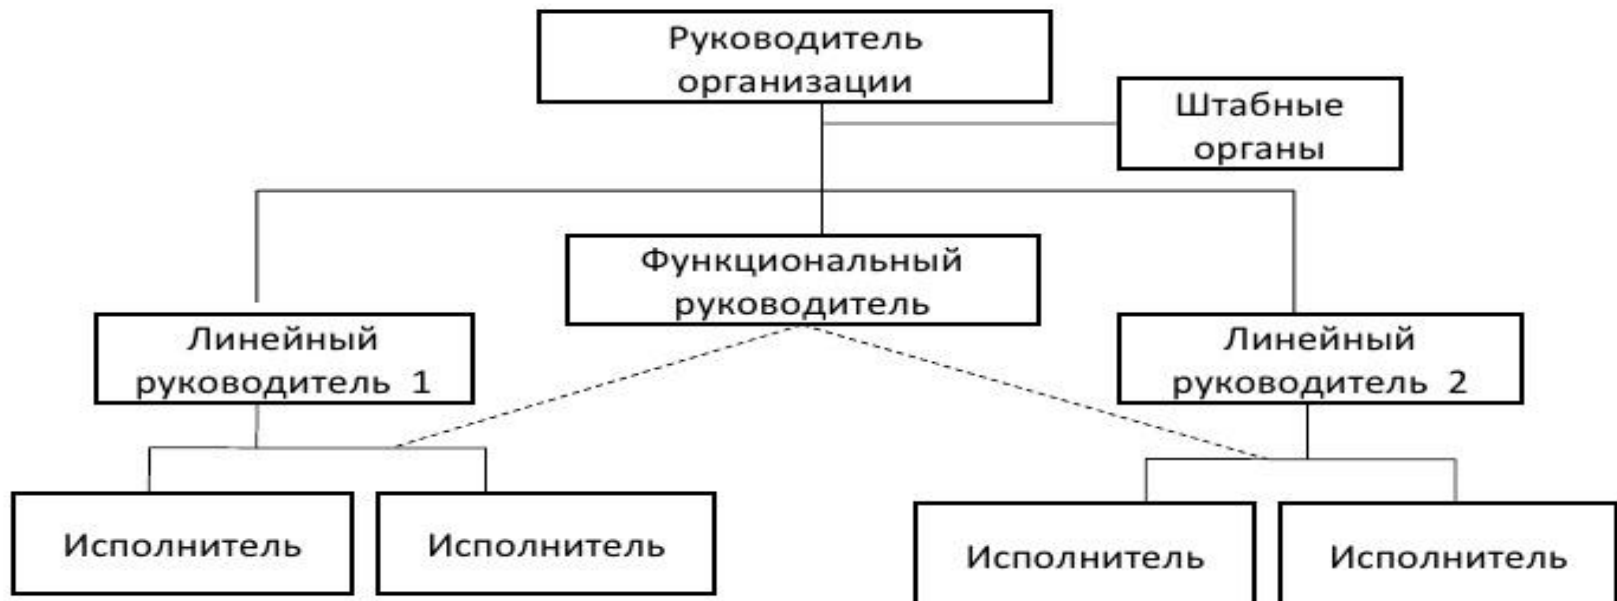 Руководитель
организации
Штабные
органы
Функциональный
руководитель
Линейный
руководитель 1
Линейный
руководитель 2
Исполнитель
Исполнитель
Исполнитель
Исполнитель